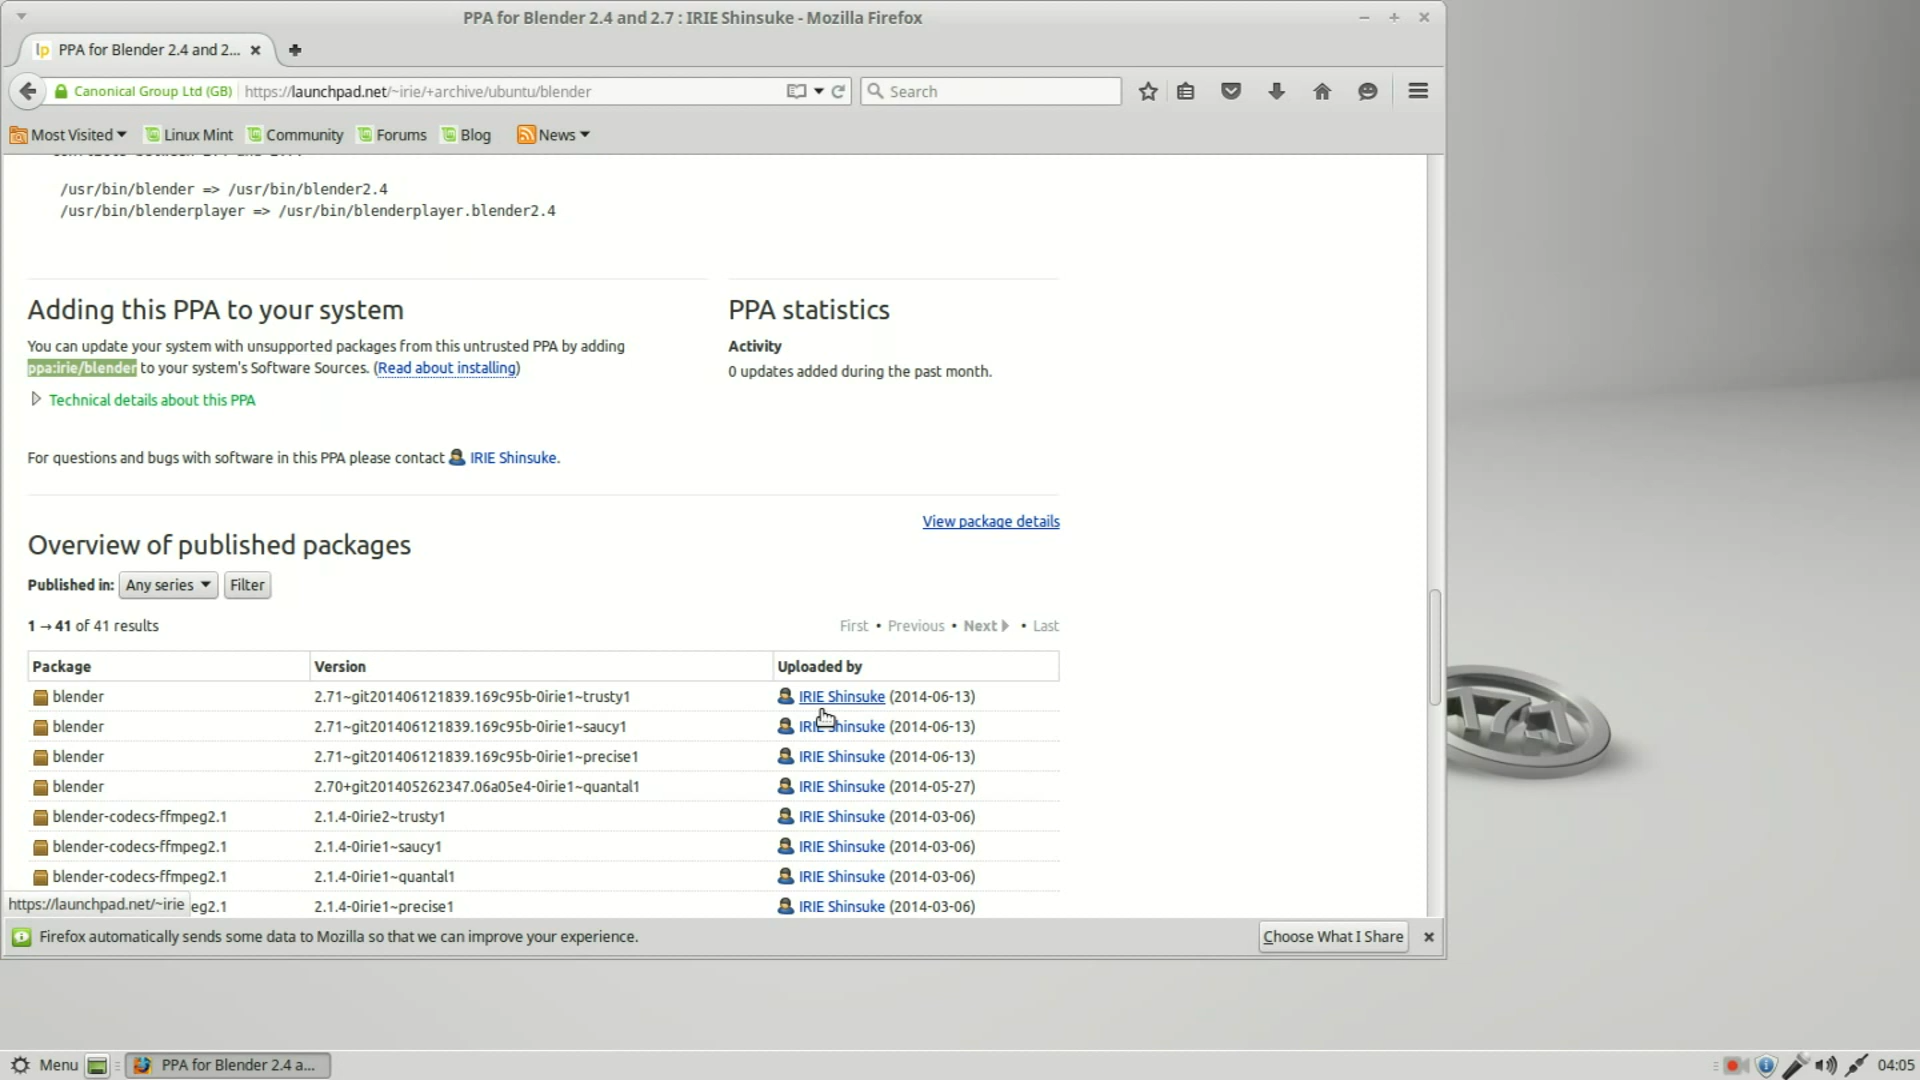 PPA for Blender 2.4 and 2.7 : IRIE Shinsuke - Mozilla Firefox
PPA for Blender 2.4 and 2...
Canonical Group Ltd (GB) https://launchpad.net/~irie/+archive/ubuntu/blender
Search
Most Visited Linux Mint Community Forums Blog News
/usr/bin/blender => /usr/bin/blender2.4
/usr/bin/blenderplayer => /usr/bin/blenderplayer.blender2.4
Adding this PPA to your system
You can update your system with unsupported packages from this untrusted PPA by adding
ppa:irie/blender to your system's Software Sources. (Read about installing)
Technical details about this PPA
For questions and bugs with software in this PPA please contact IRIE Shinsuke.
PPA statistics
Activity
0 updates added during the past month.
View package details
Overview of published packages
Published in: Any series Filter
1 → 41 of 41 results
First • Previous • Next • Last
Package Version Uploaded by
blender 2.71~git201406121839.169c95b-0irie1~trusty1 IRIE Shinsuke (2014-06-13)
blender 2.71~git201406121839.169c95b-0irie1~saucy1 IRIE Shinsuke (2014-06-13)
blender 2.71~git201406121839.169c95b-0irie1~precise1 IRIE Shinsuke (2014-06-13)
blender 2.70+git201405262347.06a05e4-0irie1~quantal1 IRIE Shinsuke (2014-05-27)
blender-codecs-ffmpeg2.1 2.1.4-0irie2~trusty1 IRIE Shinsuke (2014-03-06)
blender-codecs-ffmpeg2.1 2.1.4-0irie1~saucy1 IRIE Shinsuke (2014-03-06)
blender-codecs-ffmpeg2.1 2.1.4-0irie1~quantal1 IRIE Shinsuke (2014-03-06)
https://launchpad.net/~irie eg2.1 2.1.4-0irie1~precise1 IRIE Shinsuke (2014-03-06)
Firefox automatically sends some data to Mozilla so that we can improve your experience.
Choose What I Share
17.1
Menu
PPA for Blender 2.4 a...
04:05